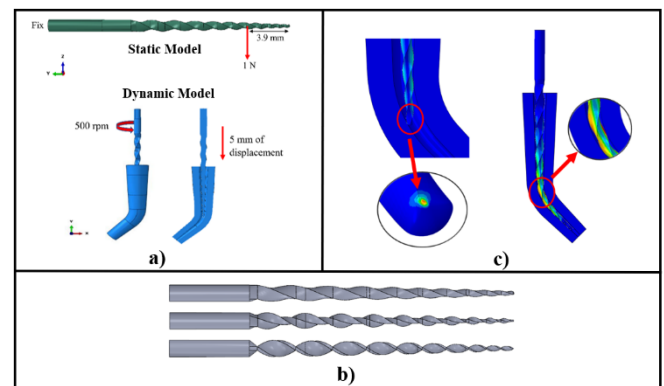 Fix
3.9 mm
Static Model
1 N
Z
Y
Dynamic Model
500 rpm
5 mm of
displacement
Y
X
a)
c)
b)